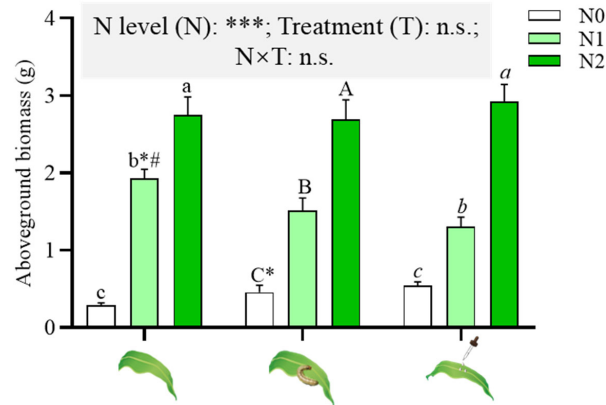 N level (N): ***; Treatment (T): n.s.;
N×T: n.s.
N0
N1
N2
Aboveground biomass (g)
4
3
2
1
0
c
b*#
a
C*
B
A
c
b
a